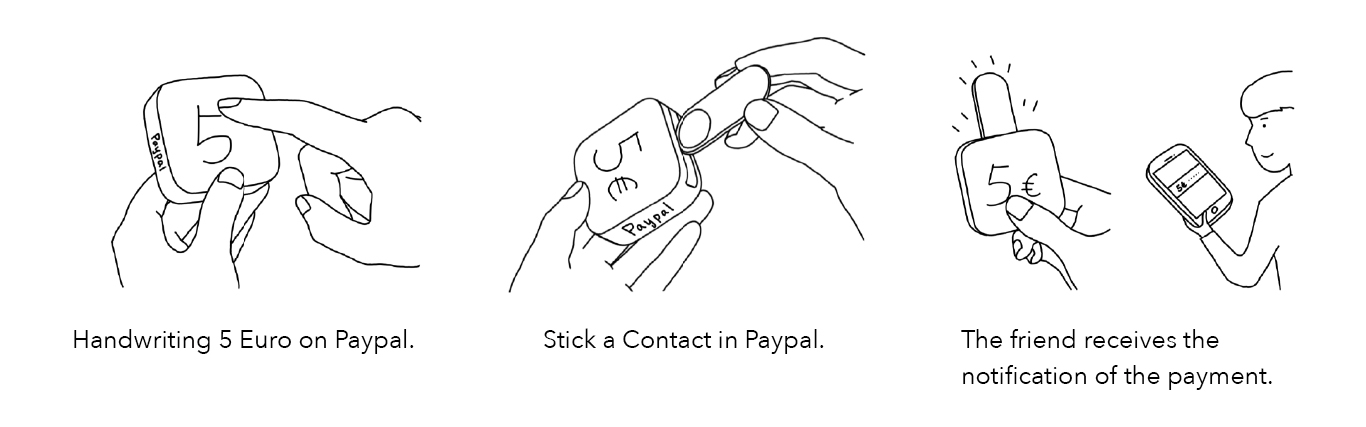 5
Paypal
5
€
Paypal
5 €
5€
Handwriting 5 Euro on Paypal.
Stick a Contact in Paypal.
The friend receives the
notification of the payment.